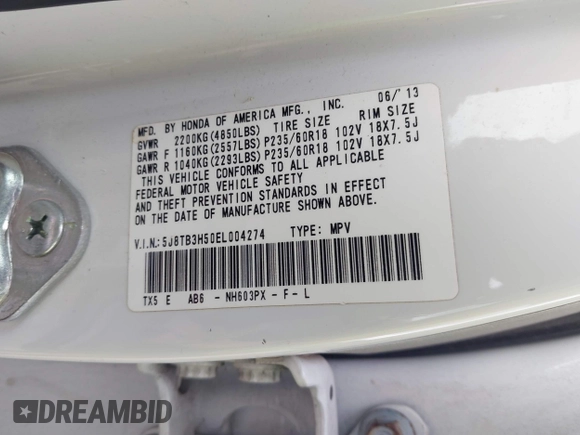 MFD. BY HONDA OF AMERICA MFG., INC. 06/'13
GVWR 2200KG(4850LBS) TIRE SIZE RIM SIZE
GAWR F 1160KG(2557LBS)P235/60R18 102V 18X7.5J
GAWR R 1040KG(2293LBS)P235/60R18 102V 18X7.5J
THIS VEHICLE CONFORMS TO ALL APPLICABLE
FEDERAL MOTOR VEHICLE SAFETY
AND THEFT PREVENTION STANDARDS IN EFFECT
ON THE DATE OF MANUFACTURE SHOWN ABOVE.
V.I.N.:5J8TB3H50EL004274 TYPE: MPV
TX5 E AB6 - NH603PX - F - L
DREAMBID